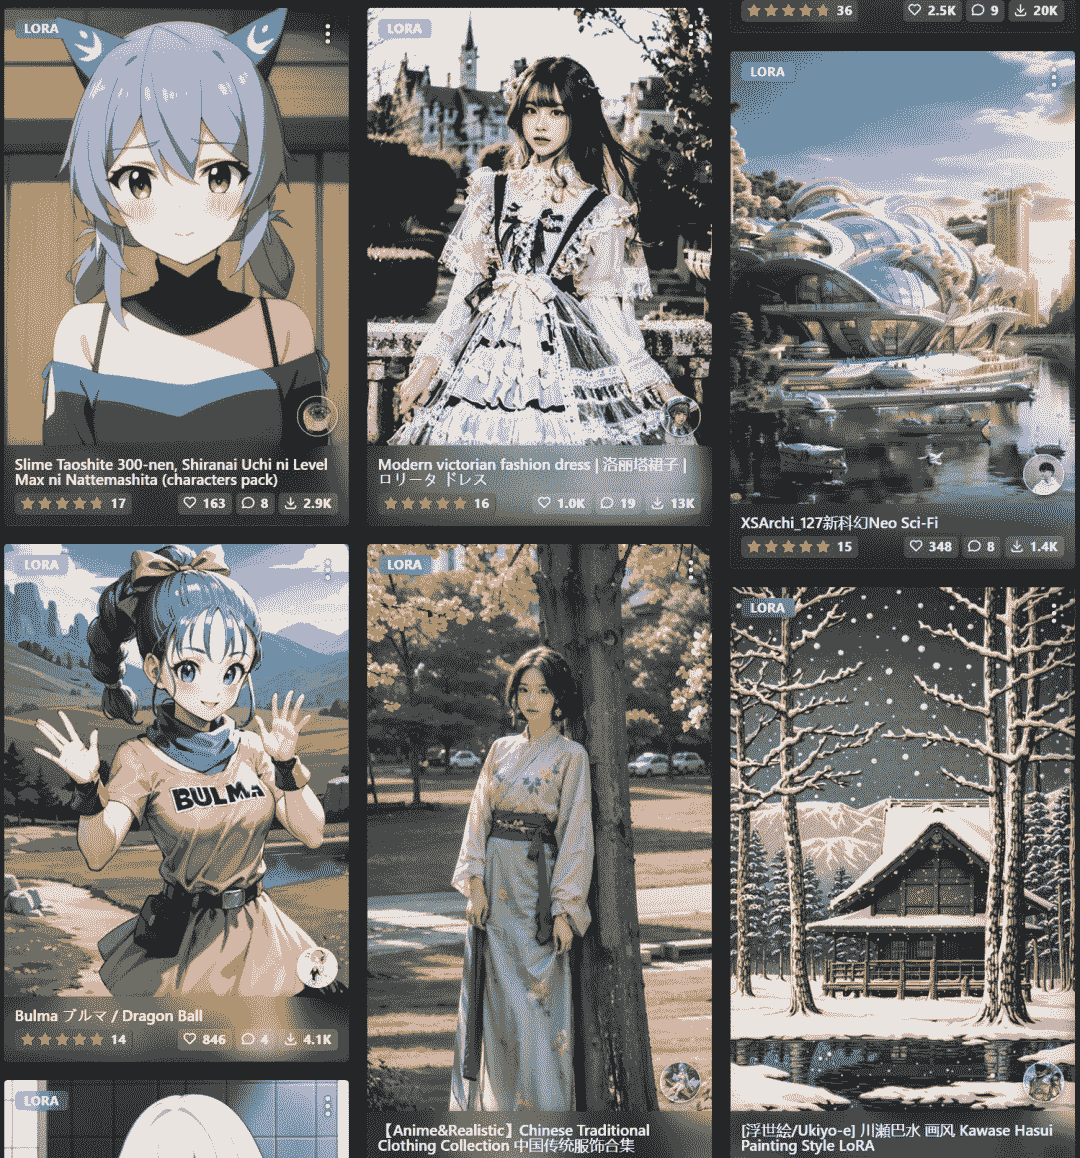 LORA
Slime Taoshite 300-nen, Shiranai Uchi ni Level
Max ni Nattemashita (characters pack)
17 163 8 2.9K
LORA
BULMA
Bulma ブルマ / Dragon Ball
14 846 4 4.1K
LORA
LORA
Modern victorian fashion dress | 洛丽塔裙子 |
ロリータ ドレス
16 1.0K 19 13K
LORA
【Anime&Realistic】Chinese Traditional
Clothing Collection 中国传统服饰合集
36 2.5K 9 20K
LORA
XSArchi_127新科幻Neo Sci-Fi
15 348 8 1.4K
LORA
[浮世絵/Ukiyo-e] 川瀬巴水 画风 Kawase Hasui
Painting Style LoRA